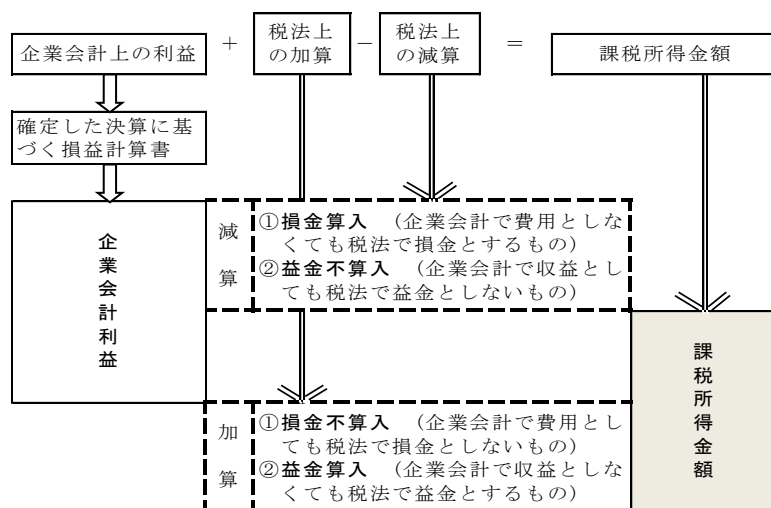 企業会計上の利益 + 税法上の加算 − 税法上の減算 = 課税所得金額
確定した決算に基
づく損益計算書
企業会計利益
減算
①損金算入 （企業会計で費用としな
くても税法で損金とするもの）
②益金不算入 （企業会計で収益とし
ても税法で益金としないもの）
加算
①損金不算入 （企業会計で費用とし
ても税法で損金としないもの）
②益金算入 （企業会計で収益としな
くても税法で益金とするもの）
課税所得金額